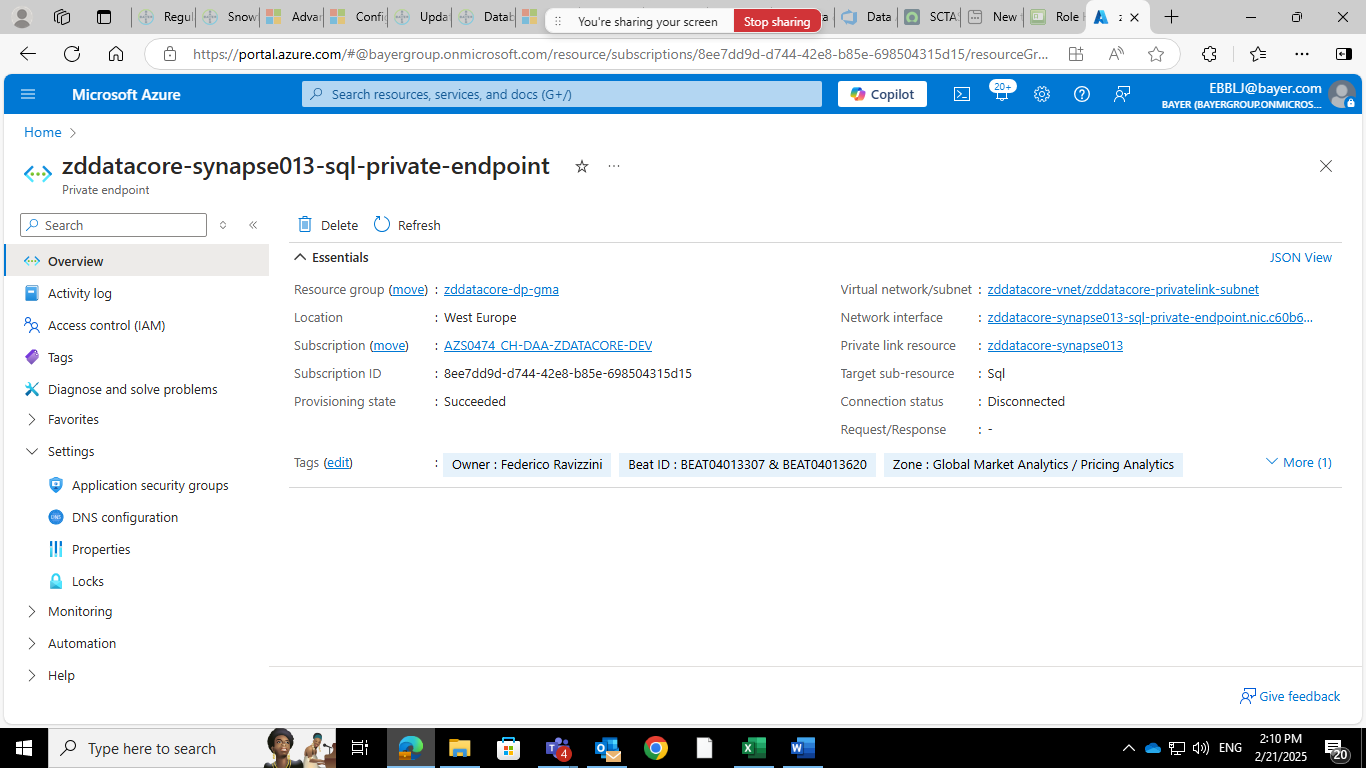 Regul
Snow
Advan
Config
Upda
Datab
You're sharing your screen
Stop sharing
Data
SCTAS
New
Role H
https://portal.azure.com/#@bayergroup.onmicrosoft.com/resource/subscriptions/8ee7dd9d-d744-42e8-b85e-698504315d15/resourceGr...
Microsoft Azure
Search resources, services, and docs (G+/)
Copilot
20+
EBBLJ@bayer.com
BAYER (BAYERGROUP.ONMICROS...
Home
zddatacore-synapse013-sql-private-endpoint
Private endpoint
Search
Delete
Refresh
Overview
Activity log
Access control (IAM)
Tags
Diagnose and solve problems
Favorites
Settings
Application security groups
DNS configuration
Properties
Locks
Monitoring
Automation
Help
Essentials
JSON View
Resource group (move) : zddatacore-dp-gma
Location : West Europe
Subscription (move) : AZS0474_CH-DAA-ZDATACORE-DEV
Subscription ID : 8ee7dd9d-d744-42e8-b85e-698504315d15
Provisioning state : Succeeded
Virtual network/subnet : zddatacore-vnet/zddatacore-privatelink-subnet
Network interface : zddatacore-synapse013-sql-private-endpoint.nic.c60b6...
Private link resource : zddatacore-synapse013
Target sub-resource : Sql
Connection status : Disconnected
Request/Response : -
Tags (edit) : Owner : Federico Ravizzini Beat ID : BEAT04013307 & BEAT04013620 Zone : Global Market Analytics / Pricing Analytics
More (1)
Give feedback
Type here to search
4
ENG
2:10 PM
2/21/2025
20